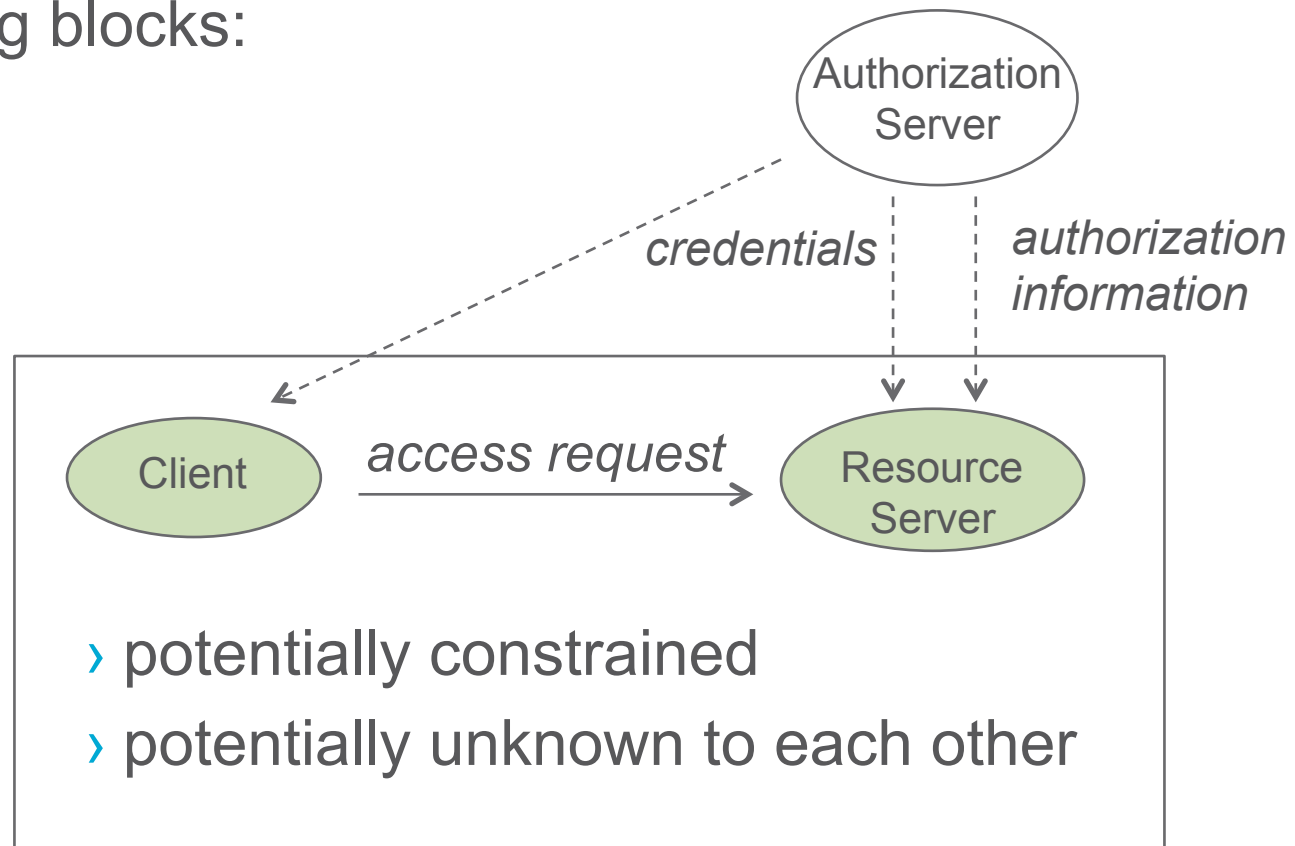 g blocks:
Authorization
Server
credentials
authorization
information
Client
access request
Resource
Server
› potentially constrained
› potentially unknown to each other